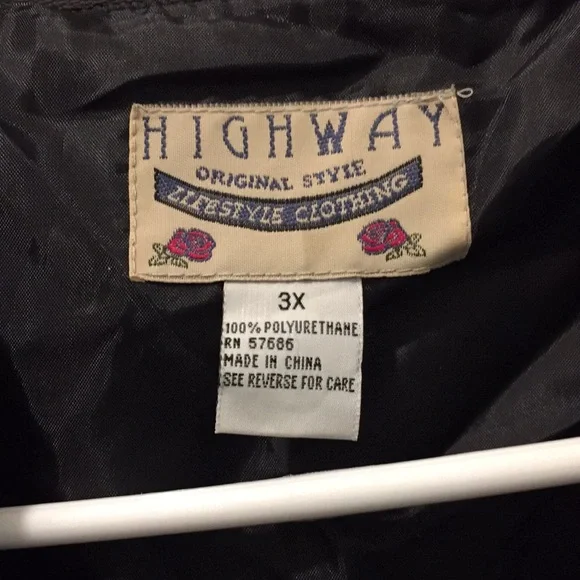 HIGHWAY
ORIGINAL STYLE
LIFESTYLE CLOTHING
3X
100% POLYURETHANE
RN 57686
MADE IN CHINA
SEE REVERSE FOR CARE